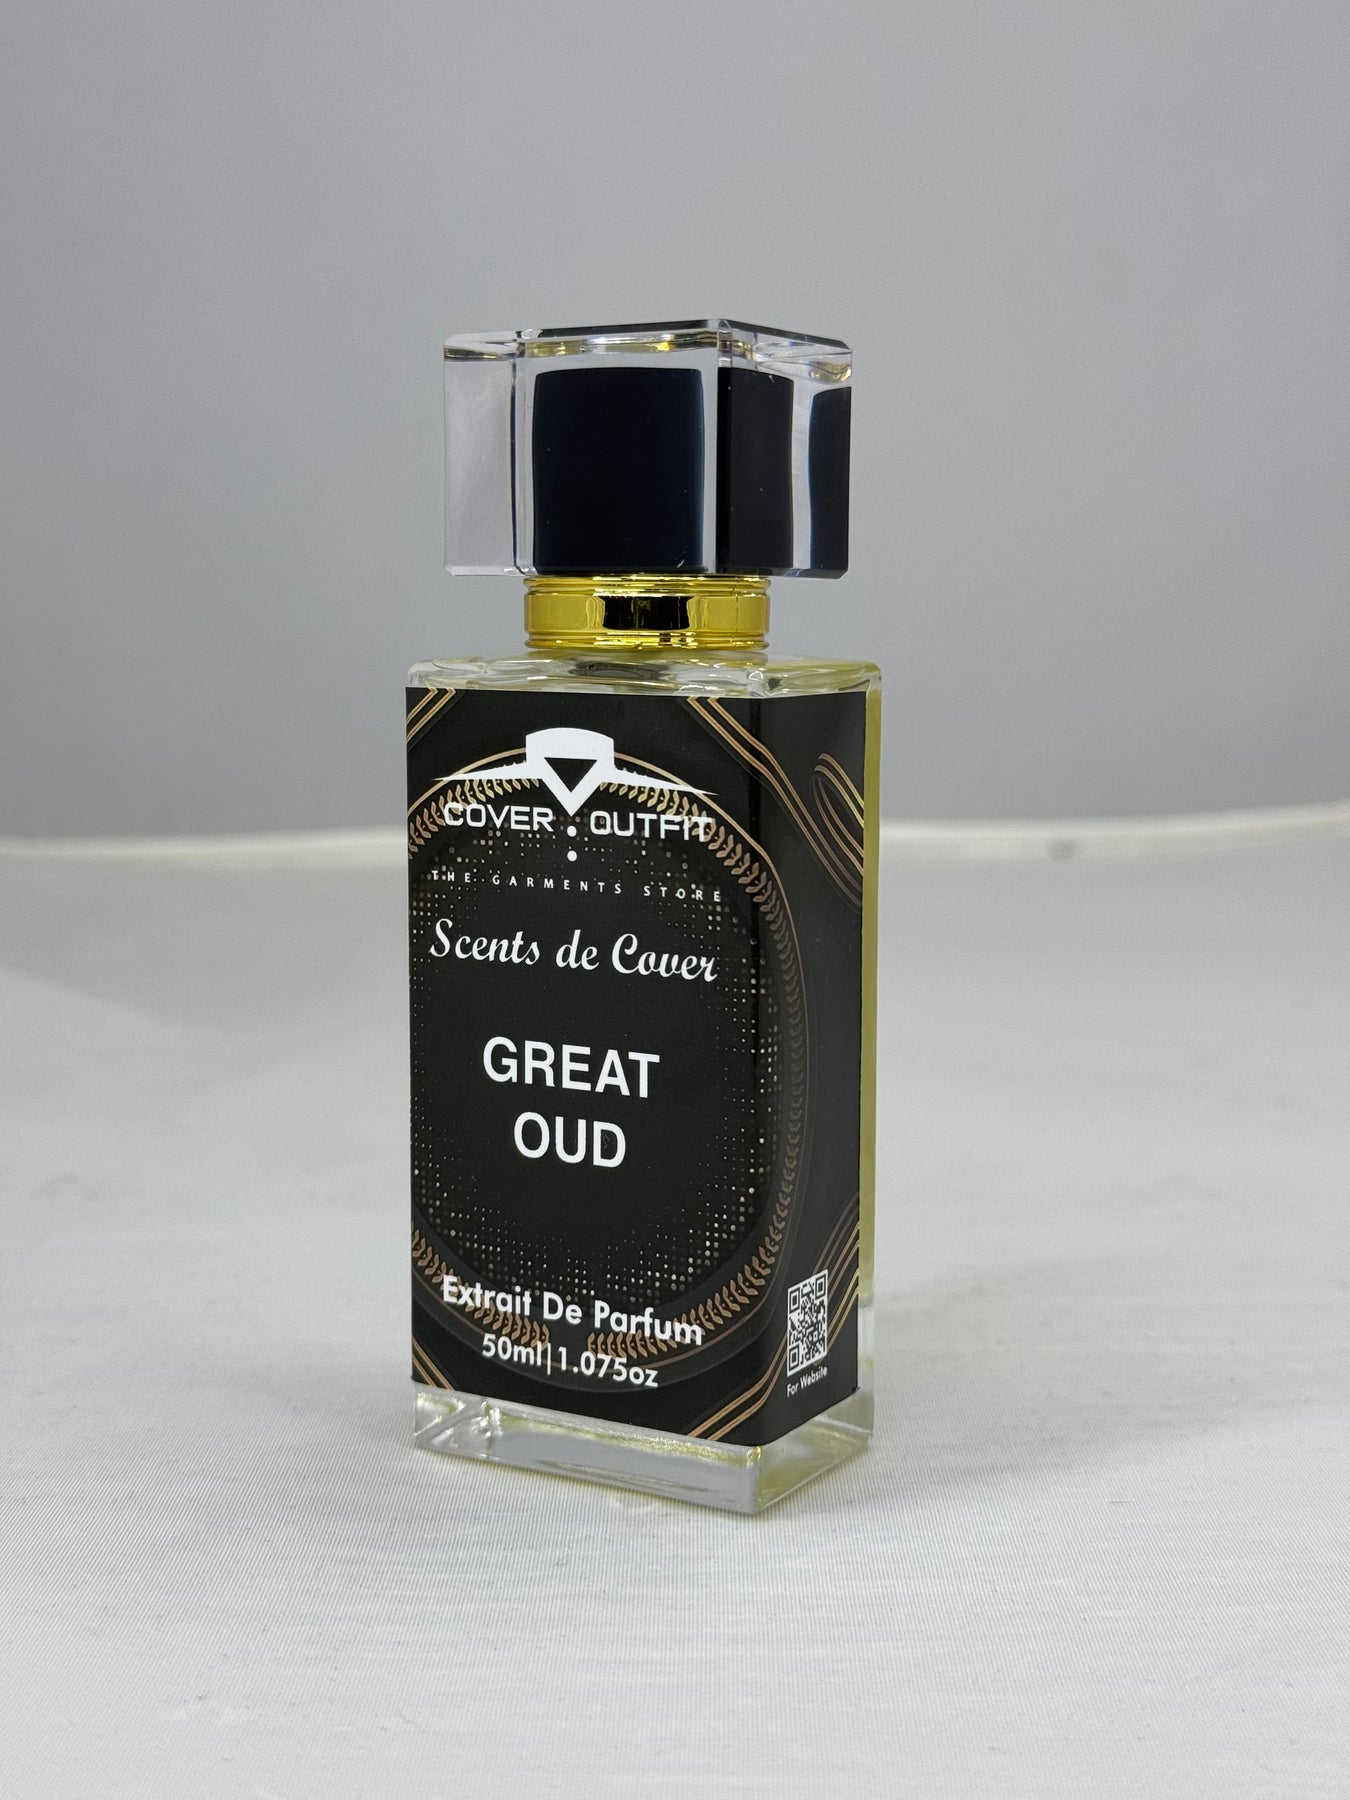 COVER OUTFIT
THE GARMENTS STORE
Scents de Cover
GREAT
OUD
Extrait De Parfum
50ml|1.075oz
For Website